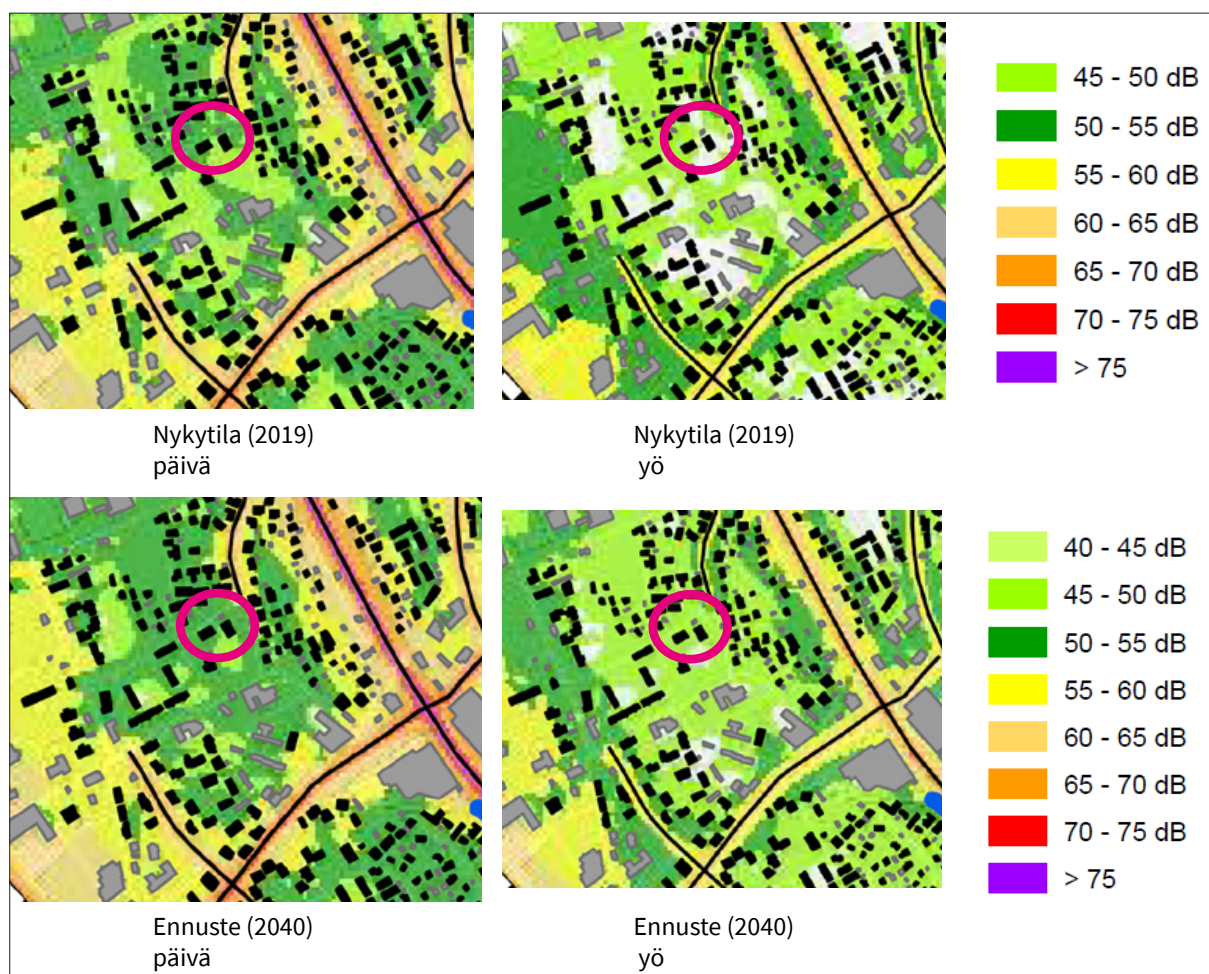 45 - 50 dB
50 - 55 dB
55 - 60 dB
60 - 65 dB
65 - 70 dB
70 - 75 dB
> 75
Nykytila (2019)
päivä
Nykytila (2019)
yö
40 - 45 dB
45 - 50 dB
50 - 55 dB
55 - 60 dB
60 - 65 dB
65 - 70 dB
70 - 75 dB
> 75
Ennuste (2040)
päivä
Ennuste (2040)
yö